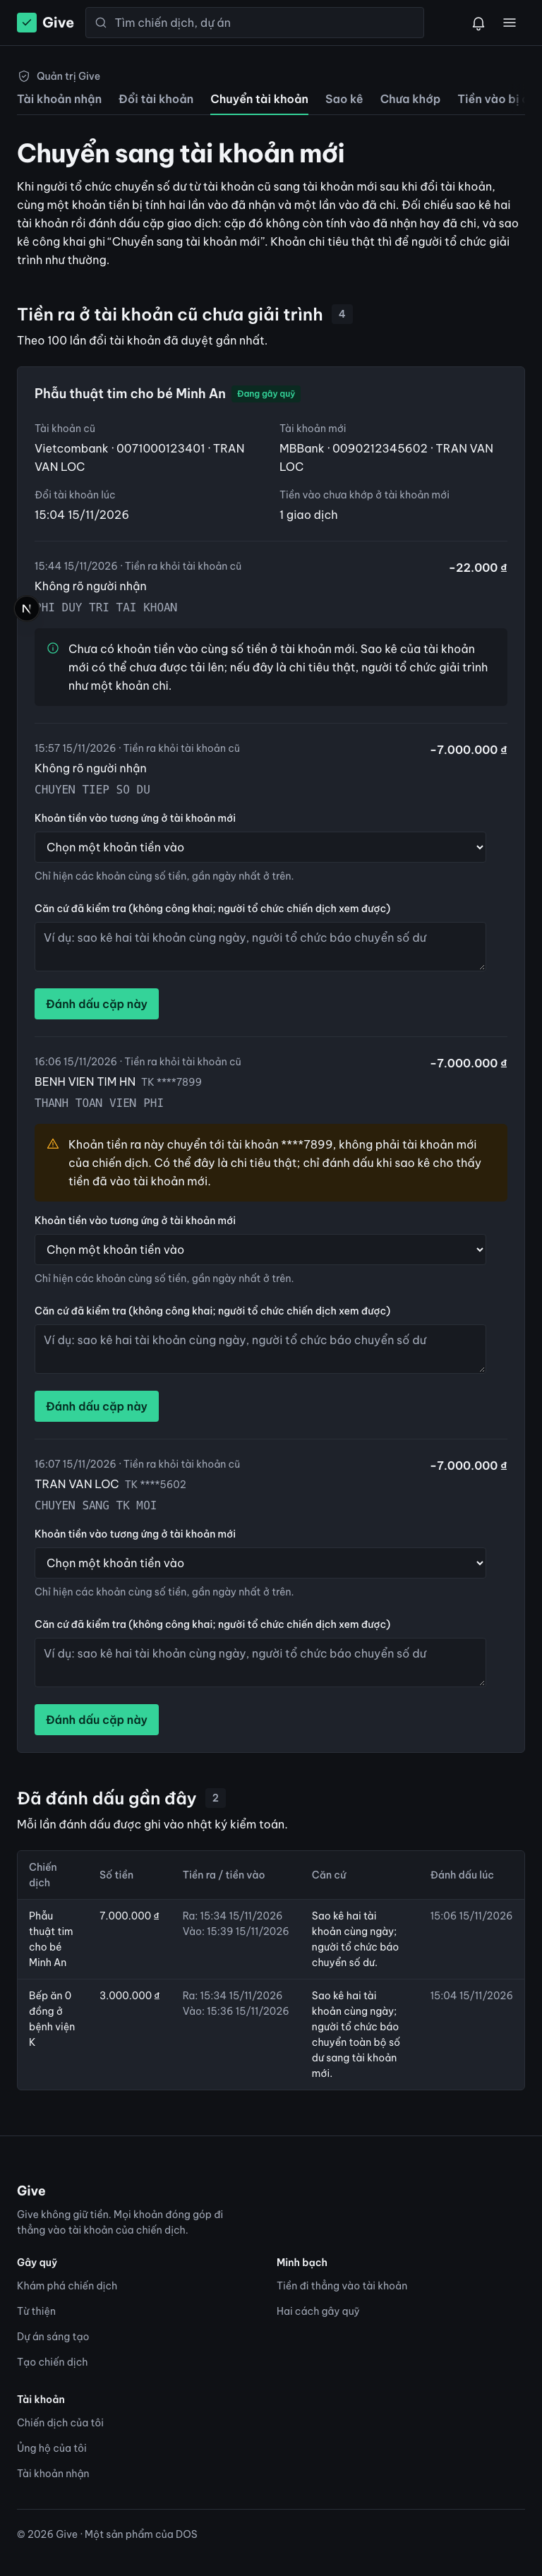 Give
Tìm chiến dịch, dự án
Quản trị Give
Tài khoản nhận
Đổi tài khoản
Chuyển tài khoản
Sao kê
Chưa khớp
Tiền vào bị
Chuyển sang tài khoản mới
Khi người tổ chức chuyển số dư từ tài khoản cũ sang tài khoản mới sau khi đổi tài khoản,
cùng một khoản tiền bị tính hai lần vào đã nhận và một lần vào đã chi. Đối chiếu sao kê hai
tài khoản rồi đánh dấu cặp giao dịch: cặp đó không còn tính vào đã nhận hay đã chi, và sao
kê công khai ghi “Chuyển sang tài khoản mới”. Khoản chi tiêu thật thì để người tổ chức giải
trình như thường.
Tiền ra ở tài khoản cũ chưa giải trình 4
Theo 100 lần đổi tài khoản đã duyệt gần nhất.
Phẫu thuật tim cho bé Minh An Đang gây quỹ
Tài khoản cũ
Vietcombank · 0071000123401 · TRAN
VAN LOC
Tài khoản mới
MBBank · 0090212345602 · TRAN VAN
LOC
Đổi tài khoản lúc
15:04 15/11/2026
Tiền vào chưa khớp ở tài khoản mới
1 giao dịch
15:44 15/11/2026 · Tiền ra khỏi tài khoản cũ
-22.000 ₫
Không rõ người nhận
N
PHI DUY TRI TAI KHOAN
Chưa có khoản tiền vào cùng số tiền ở tài khoản mới. Sao kê của tài khoản
mới có thể chưa được tải lên; nếu đây là chi tiêu thật, người tổ chức giải trình
như một khoản chi.
15:57 15/11/2026 · Tiền ra khỏi tài khoản cũ
-7.000.000 ₫
Không rõ người nhận
CHUYEN TIEP SO DU
Khoản tiền vào tương ứng ở tài khoản mới
Chọn một khoản tiền vào
Chỉ hiện các khoản cùng số tiền, gần ngày nhất ở trên.
Căn cứ đã kiểm tra (không công khai; người tổ chức chiến dịch xem được)
Ví dụ: sao kê hai tài khoản cùng ngày, người tổ chức báo chuyển số dư
Đánh dấu cặp này
16:06 15/11/2026 · Tiền ra khỏi tài khoản cũ
-7.000.000 ₫
BENH VIEN TIM HN TK ****7899
THANH TOAN VIEN PHI
Khoản tiền ra này chuyển tới tài khoản ****7899, không phải tài khoản mới
của chiến dịch. Có thể đây là chi tiêu thật; chỉ đánh dấu khi sao kê cho thấy
tiền đã vào tài khoản mới.
Khoản tiền vào tương ứng ở tài khoản mới
Chọn một khoản tiền vào
Chỉ hiện các khoản cùng số tiền, gần ngày nhất ở trên.
Căn cứ đã kiểm tra (không công khai; người tổ chức chiến dịch xem được)
Ví dụ: sao kê hai tài khoản cùng ngày, người tổ chức báo chuyển số dư
Đánh dấu cặp này
16:07 15/11/2026 · Tiền ra khỏi tài khoản cũ
-7.000.000 ₫
TRAN VAN LOC TK ****5602
CHUYEN SANG TK MOI
Khoản tiền vào tương ứng ở tài khoản mới
Chọn một khoản tiền vào
Chỉ hiện các khoản cùng số tiền, gần ngày nhất ở trên.
Căn cứ đã kiểm tra (không công khai; người tổ chức chiến dịch xem được)
Ví dụ: sao kê hai tài khoản cùng ngày, người tổ chức báo chuyển số dư
Đánh dấu cặp này
Đã đánh dấu gần đây 2
Mỗi lần đánh dấu được ghi vào nhật ký kiểm toán.
Chiến
dịch
Số tiền
Tiền ra / tiền vào
Căn cứ
Đánh dấu lúc
Phẫu
thuật tim
cho bé
Minh An
7.000.000 ₫
Ra: 15:34 15/11/2026
Vào: 15:39 15/11/2026
Sao kê hai tài
khoản cùng ngày;
người tổ chức báo
chuyển số dư.
15:06 15/11/2026
Bếp ăn 0
đồng ở
bệnh viện
K
3.000.000 ₫
Ra: 15:34 15/11/2026
Vào: 15:36 15/11/2026
Sao kê hai tài
khoản cùng ngày;
người tổ chức báo
chuyển toàn bộ số
dư sang tài khoản
mới.
15:04 15/11/2026
Give
Give không giữ tiền. Mọi khoản đóng góp đi
thẳng vào tài khoản của chiến dịch.
Gây quỹ
Khám phá chiến dịch
Từ thiện
Dự án sáng tạo
Tạo chiến dịch
Minh bạch
Tiền đi thẳng vào tài khoản
Hai cách gây quỹ
Tài khoản
Chiến dịch của tôi
Ủng hộ của tôi
Tài khoản nhận
© 2026 Give · Một sản phẩm của DOS